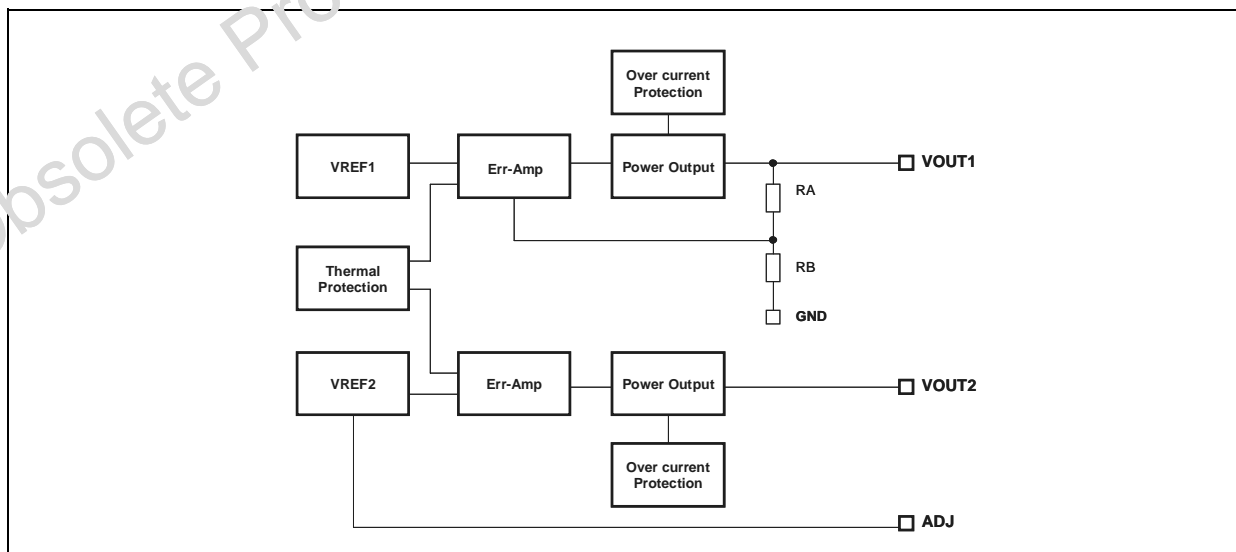 Obsolete Pro
Over current
Protection
VREF1
Err-Amp
Power Output
VOUT1
RA
Thermal
Protection
RB
GND
VREF2
Err-Amp
Power Output
VOUT2
Over current
Protection
ADJ